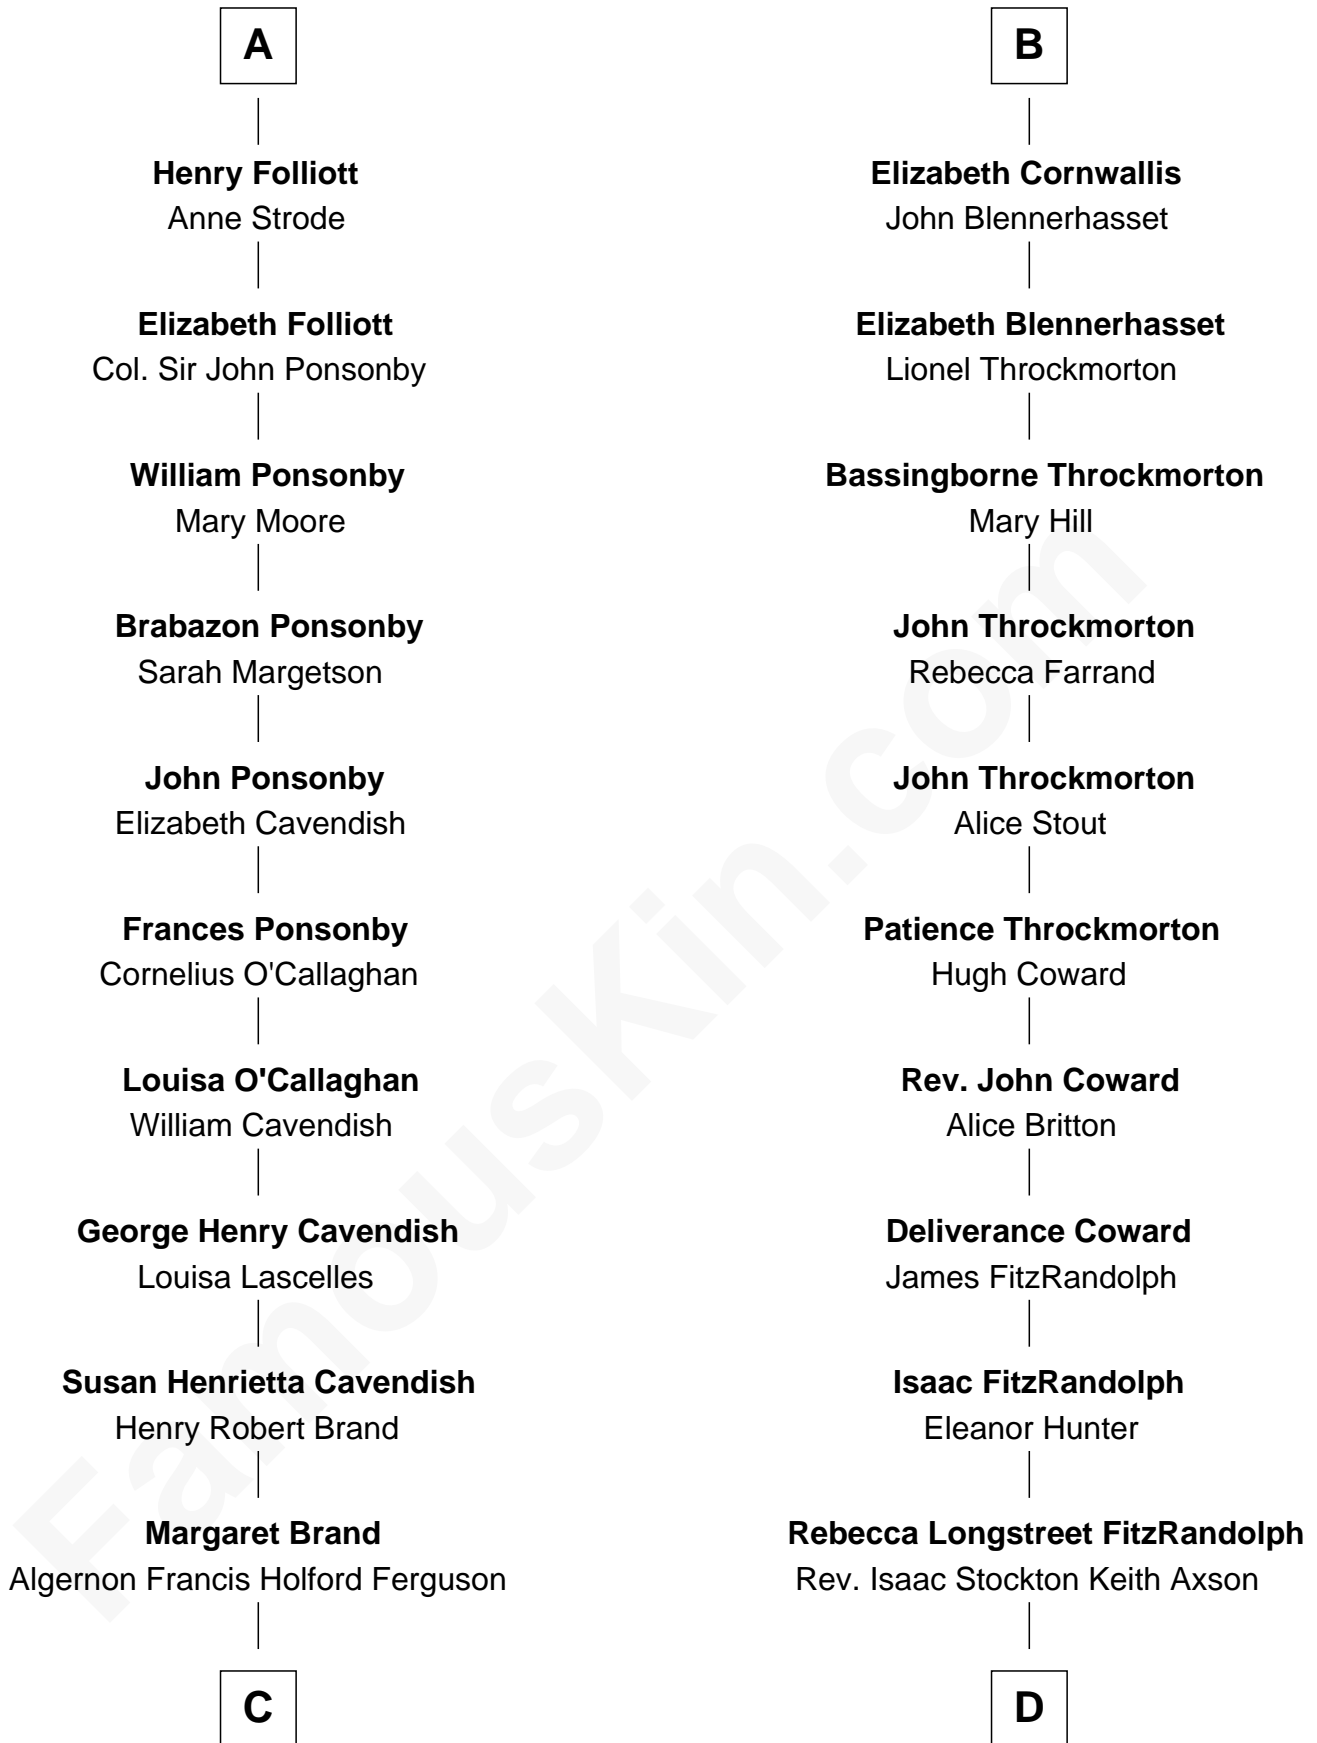 A
Henry Folliott
Anne Strode
Elizabeth Folliott
Col. Sir John Ponsonby
William Ponsonby
Mary Moore
Brabazon Ponsonby
Sarah Margetson
John Ponsonby
Elizabeth Cavendish
Frances Ponsonby
Cornelius O'Callaghan
Louisa O'Callaghan
William Cavendish
George Henry Cavendish
Louisa Lascelles
Susan Henrietta Cavendish
Henry Robert Brand
Margaret Brand
Algernon Francis Holford Ferguson
C
B
Elizabeth Cornwallis
John Blennerhasset
Elizabeth Blennerhasset
Lionel Throckmorton
Bassingborne Throckmorton
Mary Hill
John Throckmorton
Rebecca Farrand
John Throckmorton
Alice Stout
Patience Throckmorton
Hugh Coward
Rev. John Coward
Alice Britton
Deliverance Coward
James FitzRandolph
Isaac FitzRandolph
Eleanor Hunter
Rebecca Longstreet FitzRandolph
Rev. Isaac Stockton Keith Axson
D
FamousKin.com